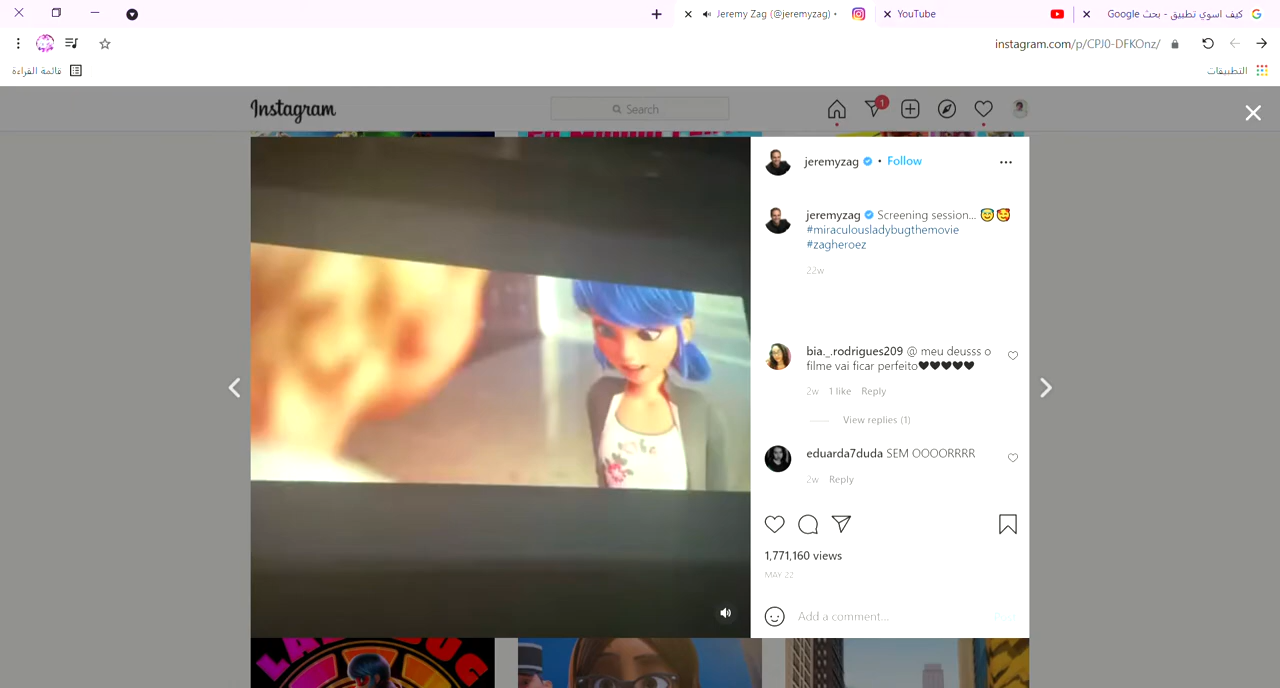 Jeremy Zag (@jeremyzag) •
YouTube
كيف اسوي تطبيق - بحث Google
instagram.com/p/CPJ0-DFKOnz/
قائمة القراءة
التطبيقات
Instagram
Search
1
jeremyzag • Follow
jeremyzag Screening session... 😇🥰
#miraculousladybugthemovie
#zagheroez
22w
bia._.rodrigues209 @ meu deusss o
filme vai ficar perfeito🖤🖤🖤🖤🖤
2w 1 like Reply
View replies (1)
eduarda7duda SEM OOOORRRR
2w Reply
1,771,160 views
MAY 22
Add a comment...